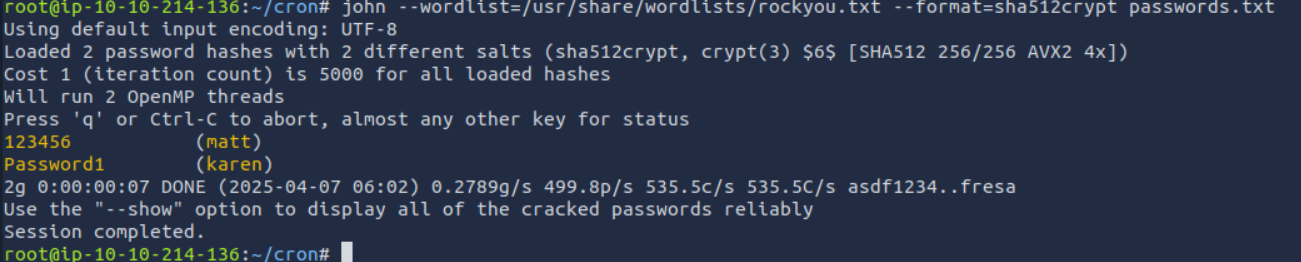 root@ip-10-10-214-136:~/cron# john --wordlist=/usr/share/wordlists/rockyou.txt --format=sha512crypt passwords.txt
Using default input encoding: UTF-8
Loaded 2 password hashes with 2 different salts (sha512crypt, crypt(3) $6$ [SHA512 256/256 AVX2 4x])
Cost 1 (iteration count) is 5000 for all loaded hashes
Will run 2 OpenMP threads
Press 'q' or Ctrl-C to abort, almost any other key for status
123456           (matt)
Password1        (karen)
2g 0:00:00:07 DONE (2025-04-07 06:02) 0.2789g/s 499.8p/s 535.5c/s 535.5C/s asdf1234..fresa
Use the "--show" option to display all of the cracked passwords reliably
Session completed.
root@ip-10-10-214-136:~/cron#